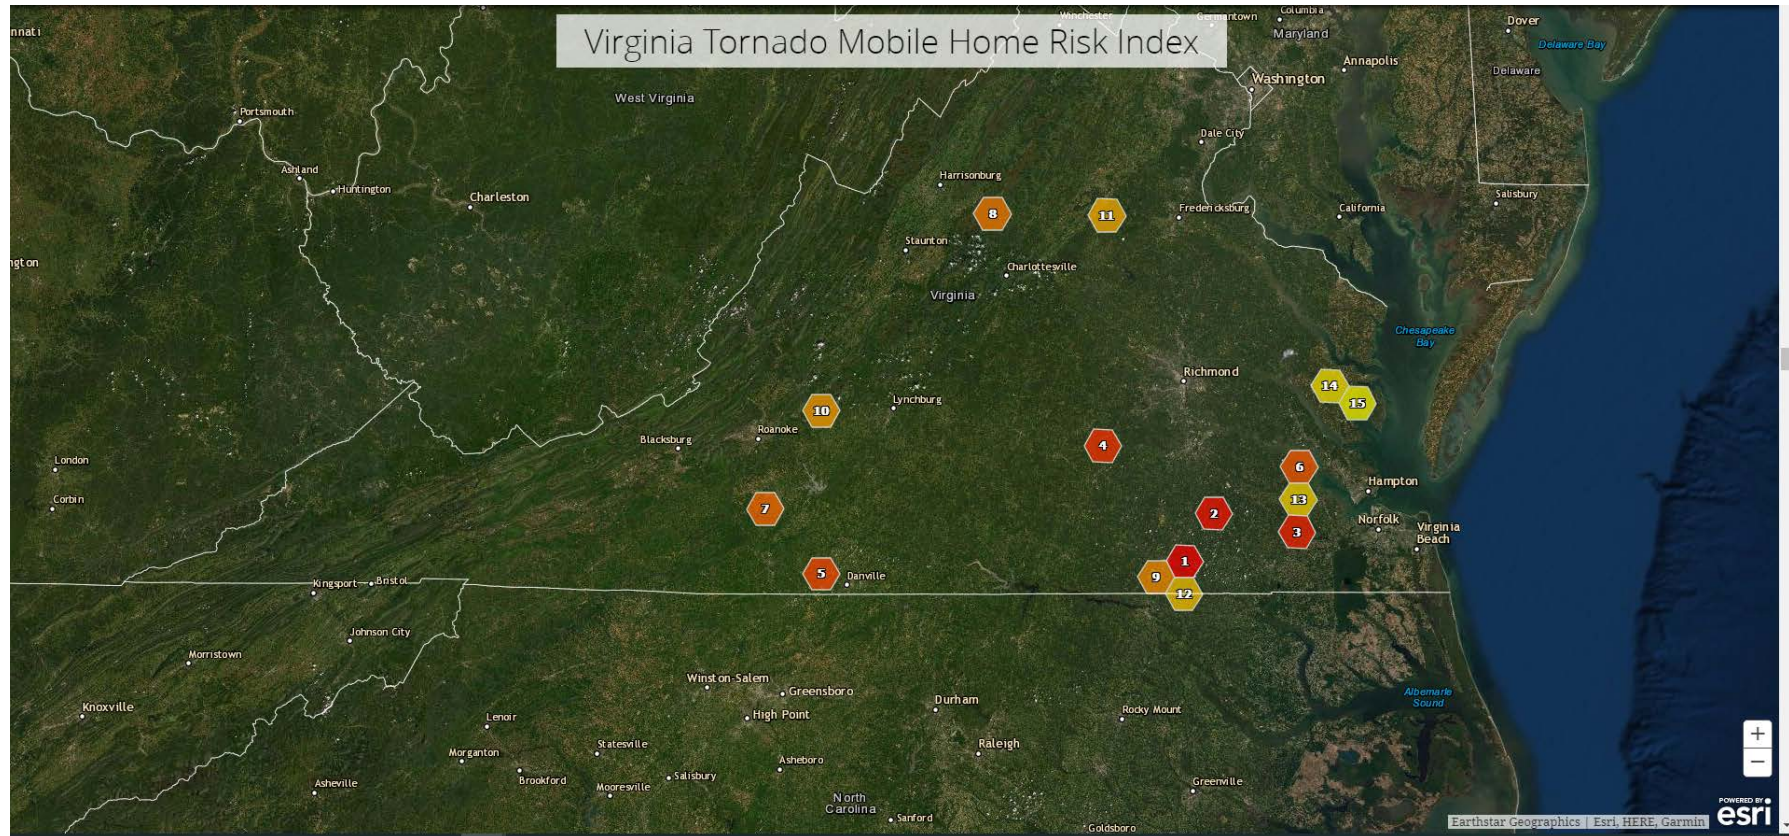 Virginia Tornado Mobile Home Risk Index
nnati
Winchester
Germantown
Columbia
Maryland
Dover
Delaware Bay
Annapolis
Delaware
Washington
West Virginia
Portsmouth
Dale City
Ashland
Huntington
Charleston
Harrisonburg
Salisbury
8
11
Fredericksburg
California
Staunton
ngton
Charlottesville
Virginia
Chesapeake
Bay
Richmond
14
15
10
Lynchburg
Roanoke
Blacksburg
4
London
6
Hampton
Corbin
13
7
2
Norfolk
Virginia
Beach
3
1
5
Danville
9
12
Kingsport
Bristol
Johnson City
Morristown
Winston-Salem
Greensboro
Albemarle
Sound
Knoxville
Durham
Rocky Mount
Lenoir
High Point
Statesville
Raleigh
Morganton
Asheboro
Salisbury
Brookford
Asheville
Mooresville
Greenville
North
Carolina
Sanford
Goldsboro
+
−
POWERED BY
esri
Earthstar Geographics | Esri, HERE, Garmin